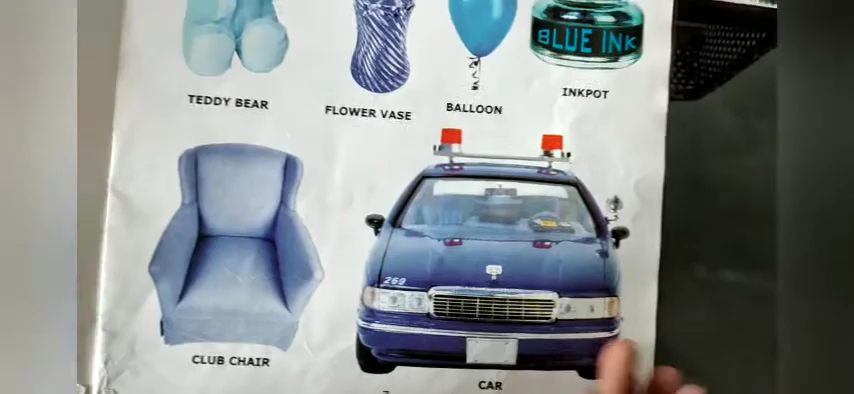 BLUE INK
TEDDY BEAR
FLOWER VASE
BALLOON
INKPOT
269
CLUB CHAIR
CAR